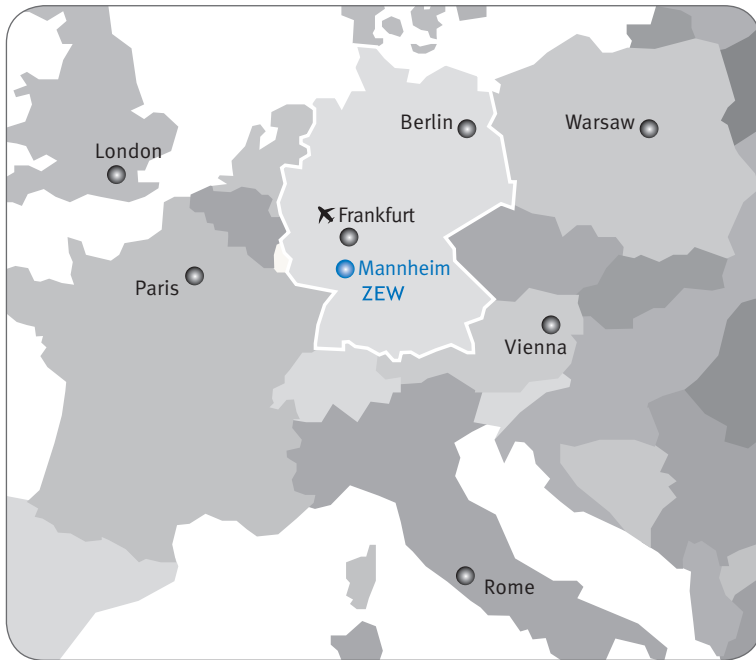 Berlin
Warsaw
London
Frankfurt
Mannheim
ZEW
Paris
Vienna
Rome